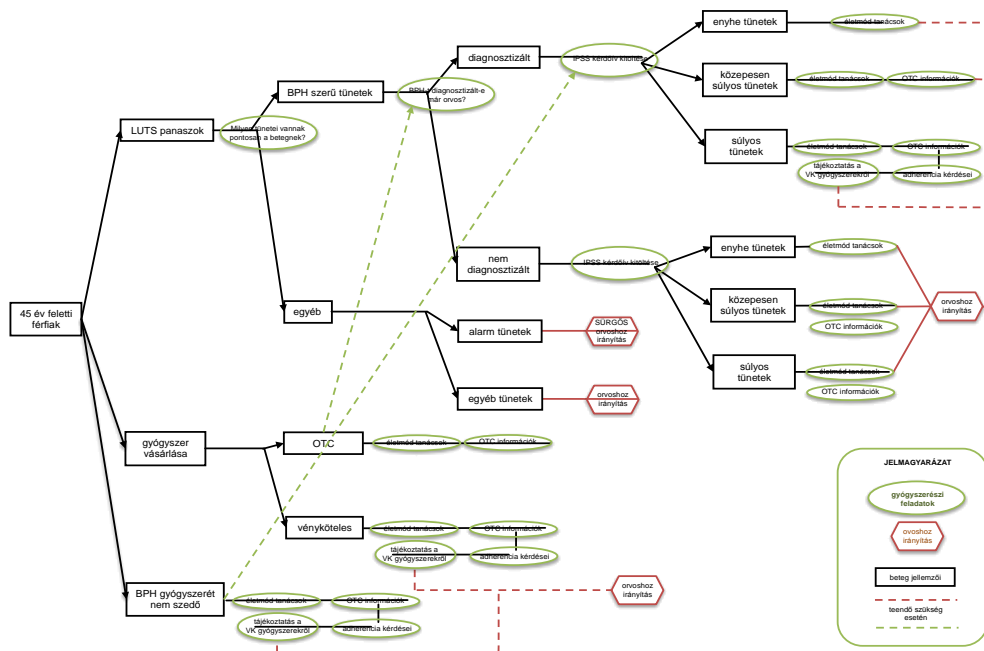 enyhe tünetek
életmód tanácsok
diagnosztizált
IPSS kérdőív kitöltése
közepesen
súlyos tünetek
életmód tanácsok
OTC információk
BPH szerű tünetek
BPH-t diagnosztizált-e
már orvos?
LUTS panaszok
Milyen tünetei vannak
pontosan a betegnek?
súlyos
tünetek
életmód tanácsok
OTC információk
tájékoztatás a
VK gyógyszerekről
adherencia kérdései
nem
diagnosztizált
IPSS kérdőív kitöltése
enyhe tünetek
életmód tanácsok
45 év feletti
férfiak
egyéb
közepesen
súlyos tünetek
életmód tanácsok
OTC információk
orvoshoz
irányítás
alarm tünetek
SÜRGŐS
orvoshoz
irányítás
súlyos
tünetek
életmód tanácsok
OTC információk
egyéb tünetek
orvoshoz
irányítás
gyógyszer
vásárlása
OTC
életmód tanácsok
OTC információk
vényköteles
életmód tanácsok
OTC információk
tájékoztatás a
VK gyógyszerekről
adherencia kérdései
BPH gyógyszerét
nem szedő
életmód tanácsok
OTC információk
tájékoztatás a
VK gyógyszerekről
adherencia kérdései
orvoshoz
irányítás
JELMAGYARÁZAT
gyógyszerészi
feladatok
ovoshoz
irányítás
beteg jellemzői
teendő szükség
esetén